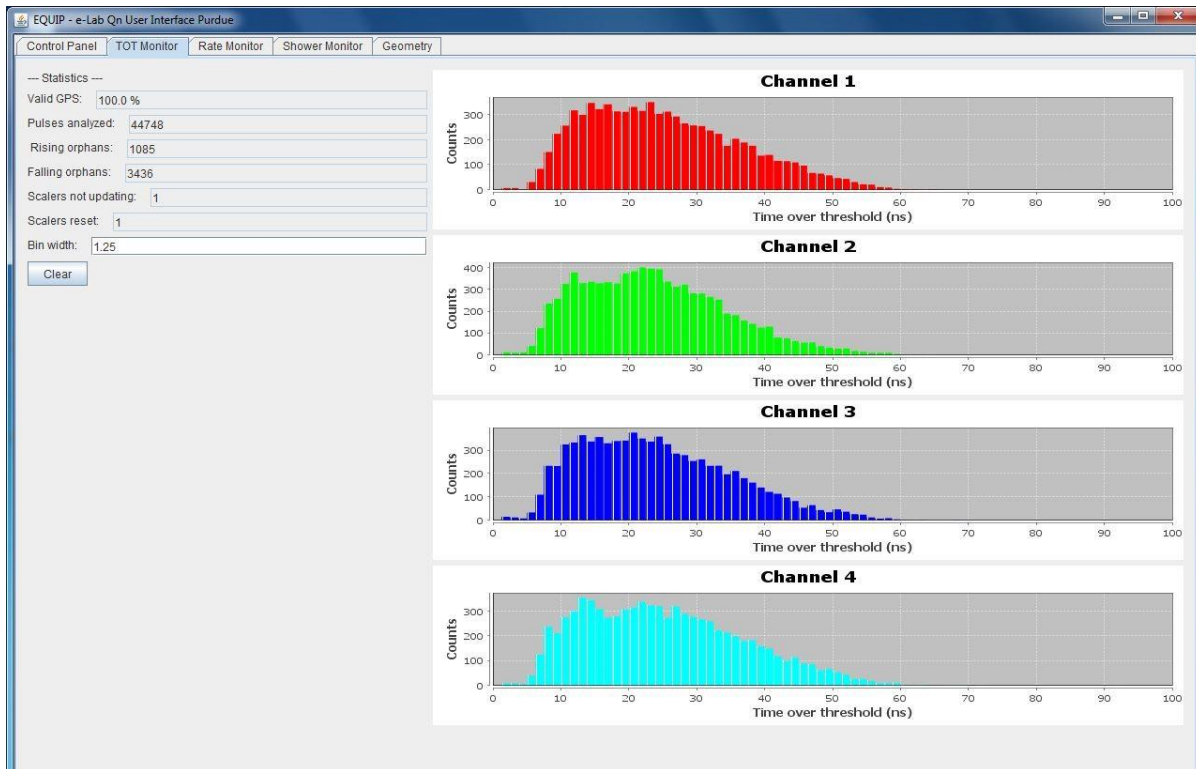 EQUIP - e-Lab Qn User Interface Purdue
Control Panel TOT Monitor Rate Monitor Shower Monitor Geometry
--- Statistics ---
Valid GPS: 100.0 %
Pulses analyzed: 44748
Rising orphans: 1085
Falling orphans: 3436
Scalers not updating: 1
Scalers reset: 1
Bin width: 1.25
Clear
Channel 1
Counts
300
200
100
0
0 10 20 30 40 50 60 70 80 90 100
Time over threshold (ns)
Channel 2
Counts
400
300
200
100
0
0 10 20 30 40 50 60 70 80 90 100
Time over threshold (ns)
Channel 3
Counts
300
200
100
0
0 10 20 30 40 50 60 70 80 90 100
Time over threshold (ns)
Channel 4
Counts
300
200
100
0
0 10 20 30 40 50 60 70 80 90 100
Time over threshold (ns)